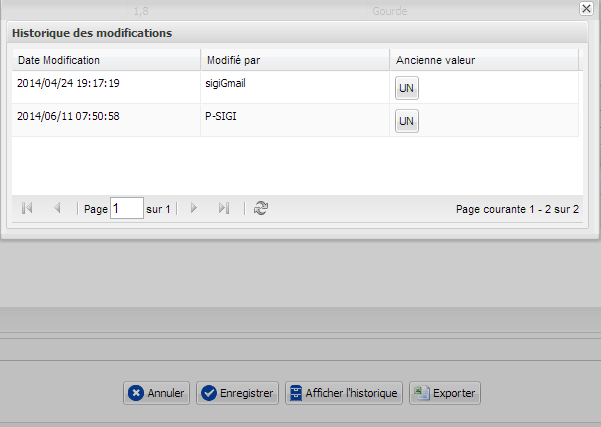 1,8 Gourde
Historique des modifications
Date Modification Modifié par Ancienne valeur
2014/04/24 19:17:19 sigiGmail UN
2014/06/11 07:50:58 P-SIGI UN
Page 1 sur 1 Page courante 1 - 2 sur 2
Annuler Enregistrer Afficher l'historique Exporter